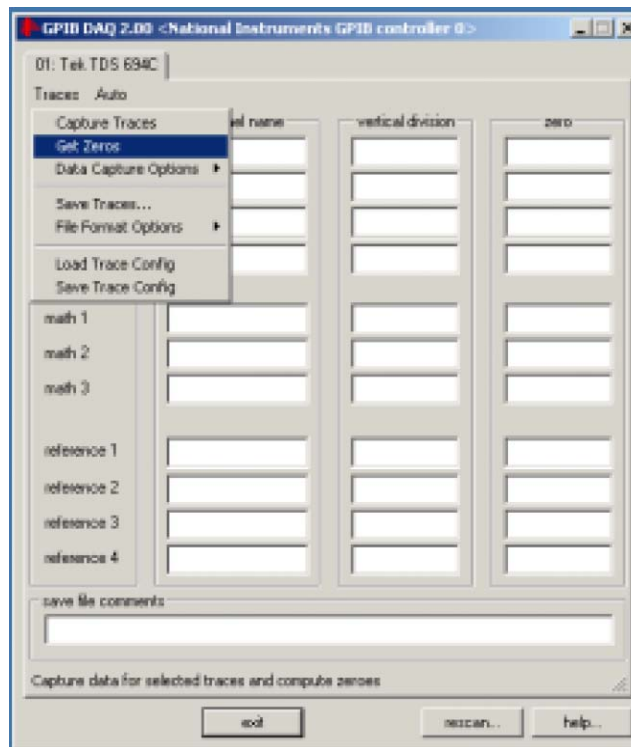 GPIB DAQ 2.00 <National Instruments GPIB controller 0>
01: Tek TDS 694C
Traces Auto
Capture Traces
Get Zeros
Data Capture Options
Save Traces...
File Format Options
Load Trace Config
Save Trace Config
el name
vertical division
zero
math 1
math 2
math 3
reference 1
reference 2
reference 3
reference 4
save file comments
Capture data for selected traces and compute zeroes
exit rescan... help...